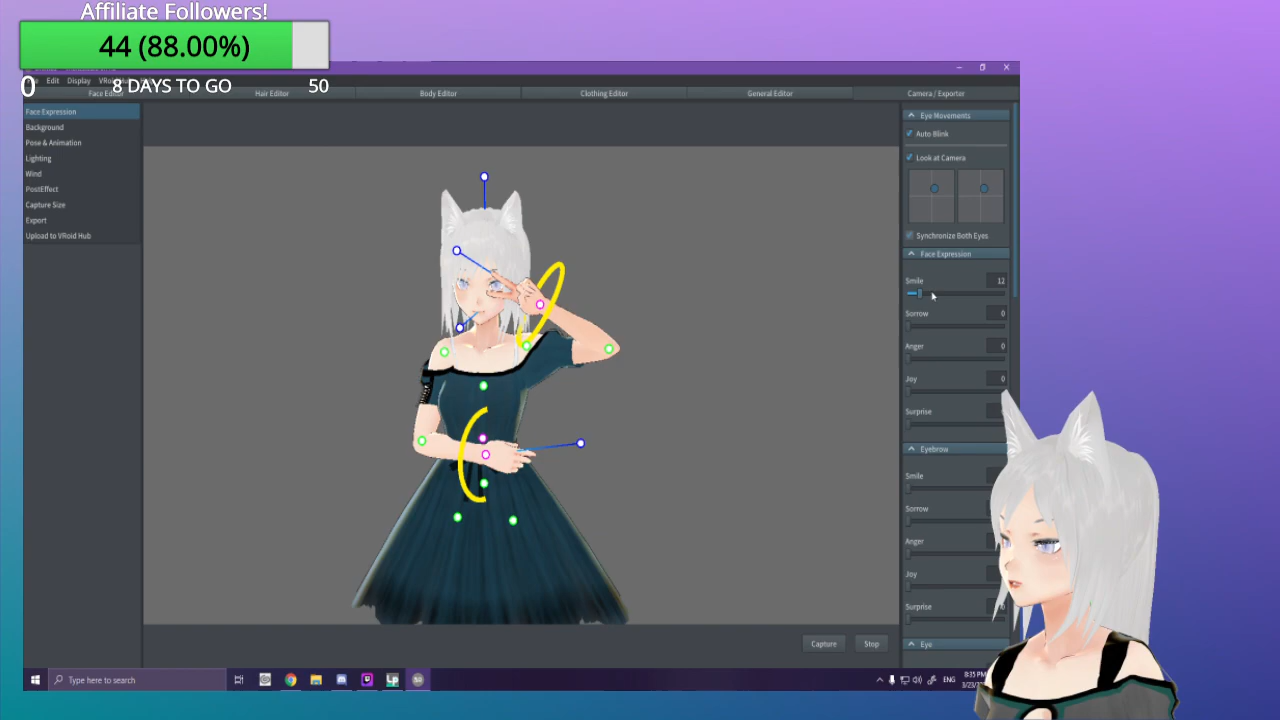 Affiliate Followers!
44 (88.00%)
0
8 DAYS TO GO
50
Edit
Display
Hair Editor
Body Editor
Clothing Editor
General Editor
Camera / Exporter
Face Expression
Background
Pose & Animation
Lighting
Wind
PostEffect
Capture Size
Export
Upload to VRoid Hub
Eye Movements
Auto Blink
Look at Camera
Synchronize Both Eyes
Face Expression
Smile 12
Sorrow 0
Anger 0
Joy 0
Surprise
Eyebrow
Smile
Sorrow
Anger
Joy
Surprise
Eye
Capture
Stop
Type here to search
ENG
8:35 PM